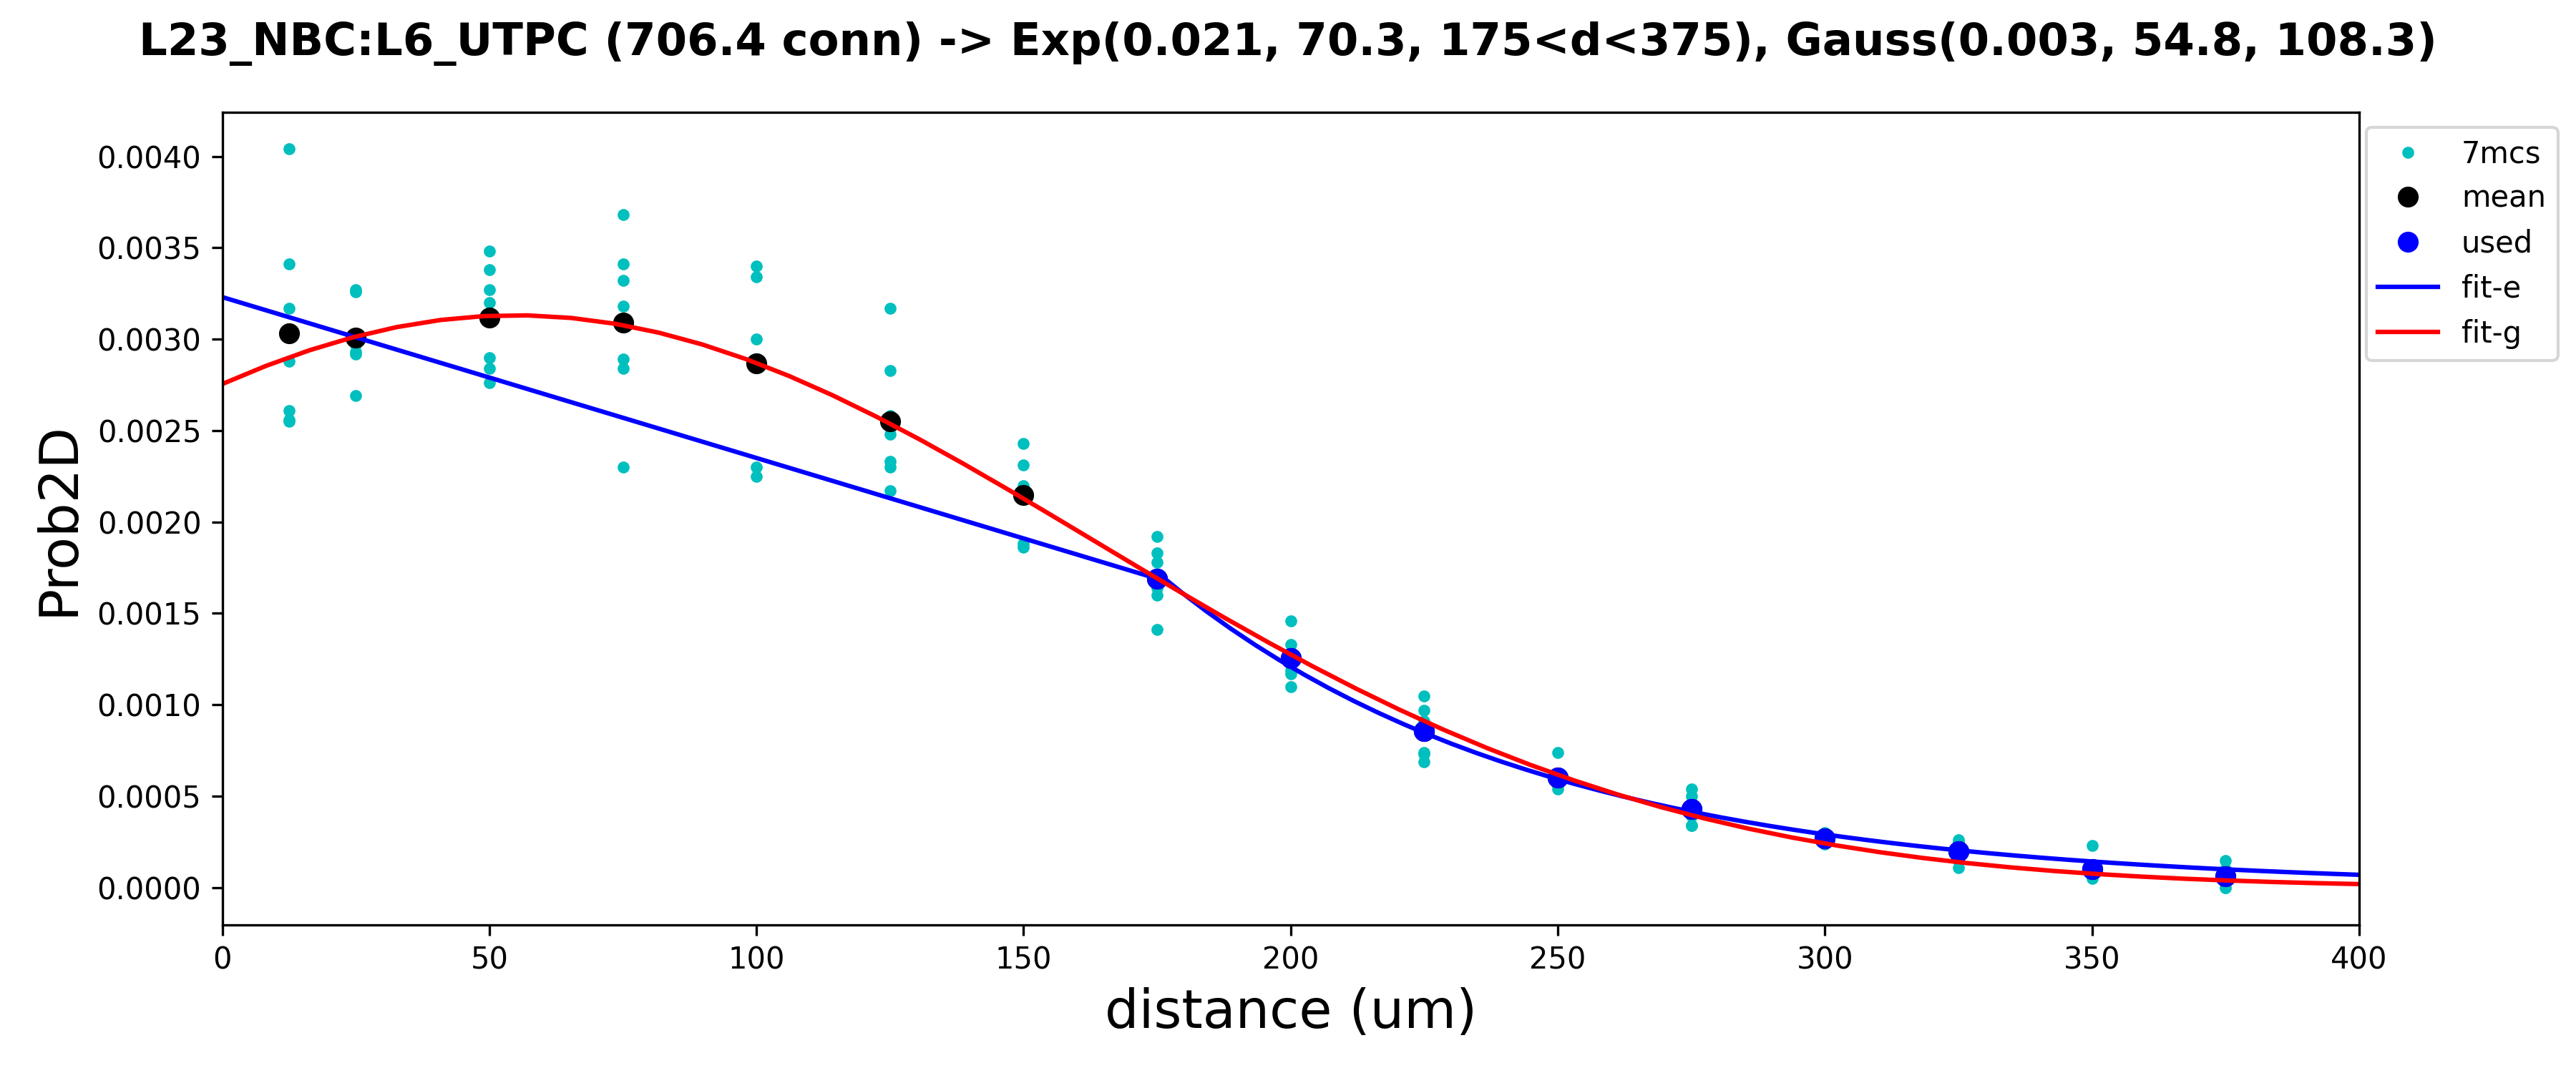 L23_NBC:L6_UTPC (706.4 conn) -> Exp(0.021, 70.3, 175<d<375), Gauss(0.003, 54.8, 108.3)
0.0040
0.0035
0.0030
0.0025
0.0020
0.0015
0.0010
0.0005
0.0000
Prob2D
0 50 100 150 200 250 300 350 400
distance (um)
7mcs
mean
used
fit-e
fit-g